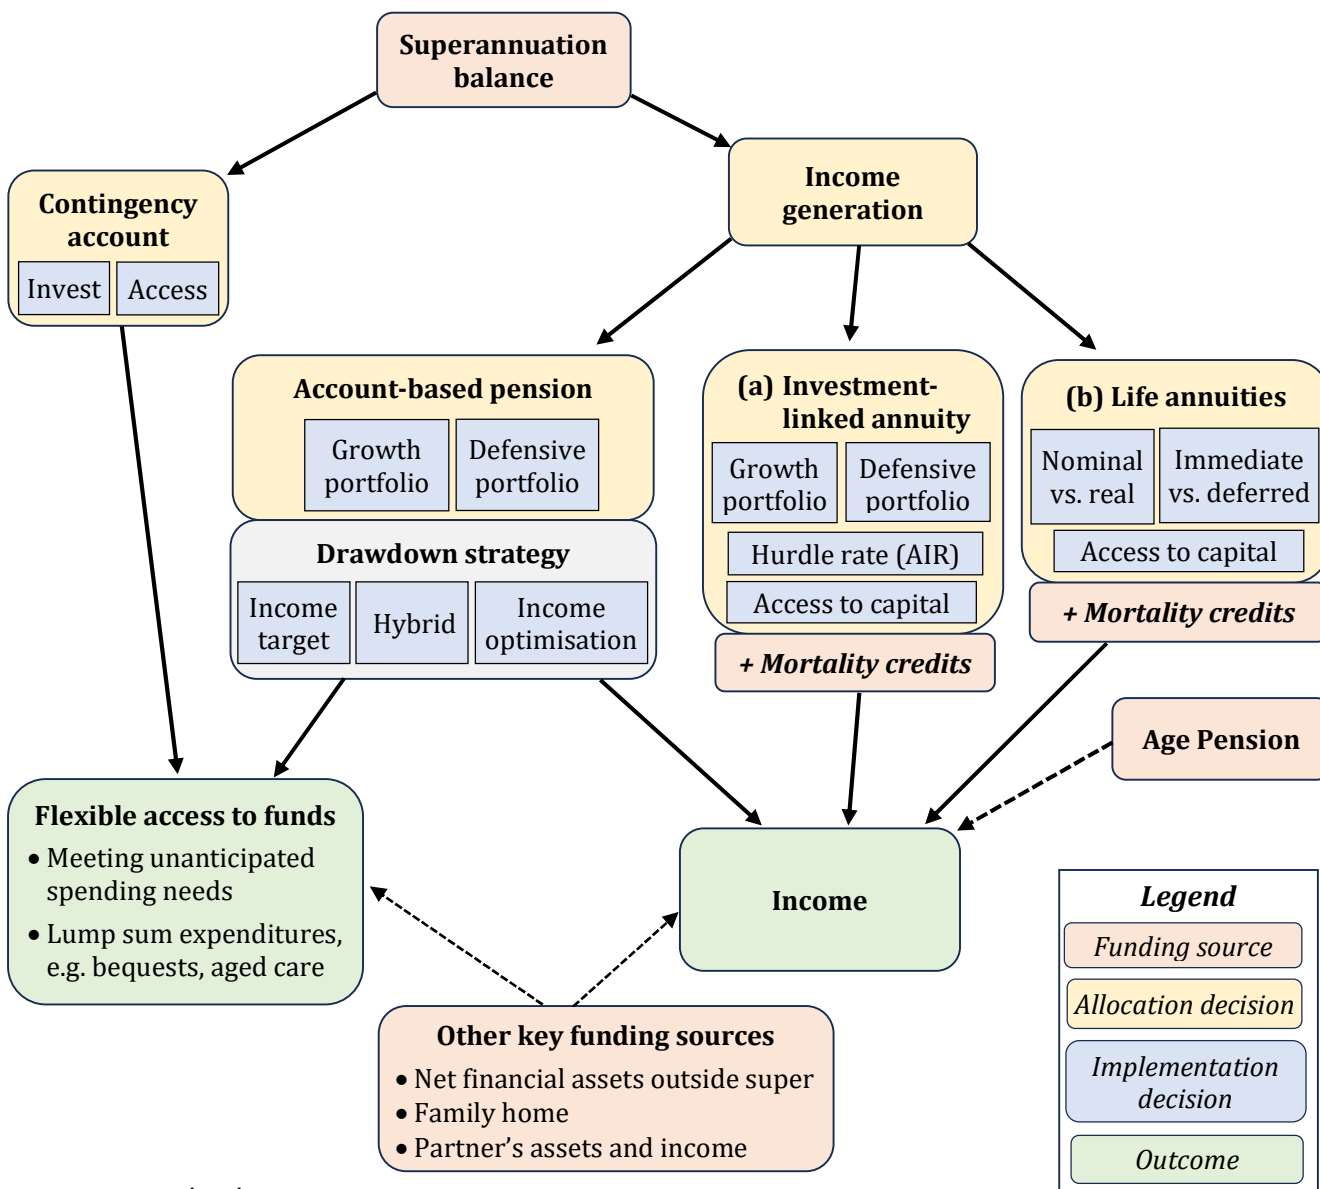 Superannuation
balance
Income
generation
Contingency
account
Invest
Access
Account-based pension
Growth
portfolio
Defensive
portfolio
Drawdown strategy
Income
target
Hybrid
Income
optimisation
(a) Investment-
linked annuity
Growth
portfolio
Defensive
portfolio
Hurdle rate (AIR)
Access to capital
+ Mortality credits
(b) Life annuities
Nominal
vs. real
Immediate
vs. deferred
Access to capital
+ Mortality credits
Age Pension
Flexible access to funds
• Meeting unanticipated
spending needs
• Lump sum expenditures,
e.g. bequests, aged care
Income
Other key funding sources
• Net financial assets outside super
• Family home
• Partner’s assets and income
Legend
Funding source
Allocation decision
Implementation
decision
Outcome